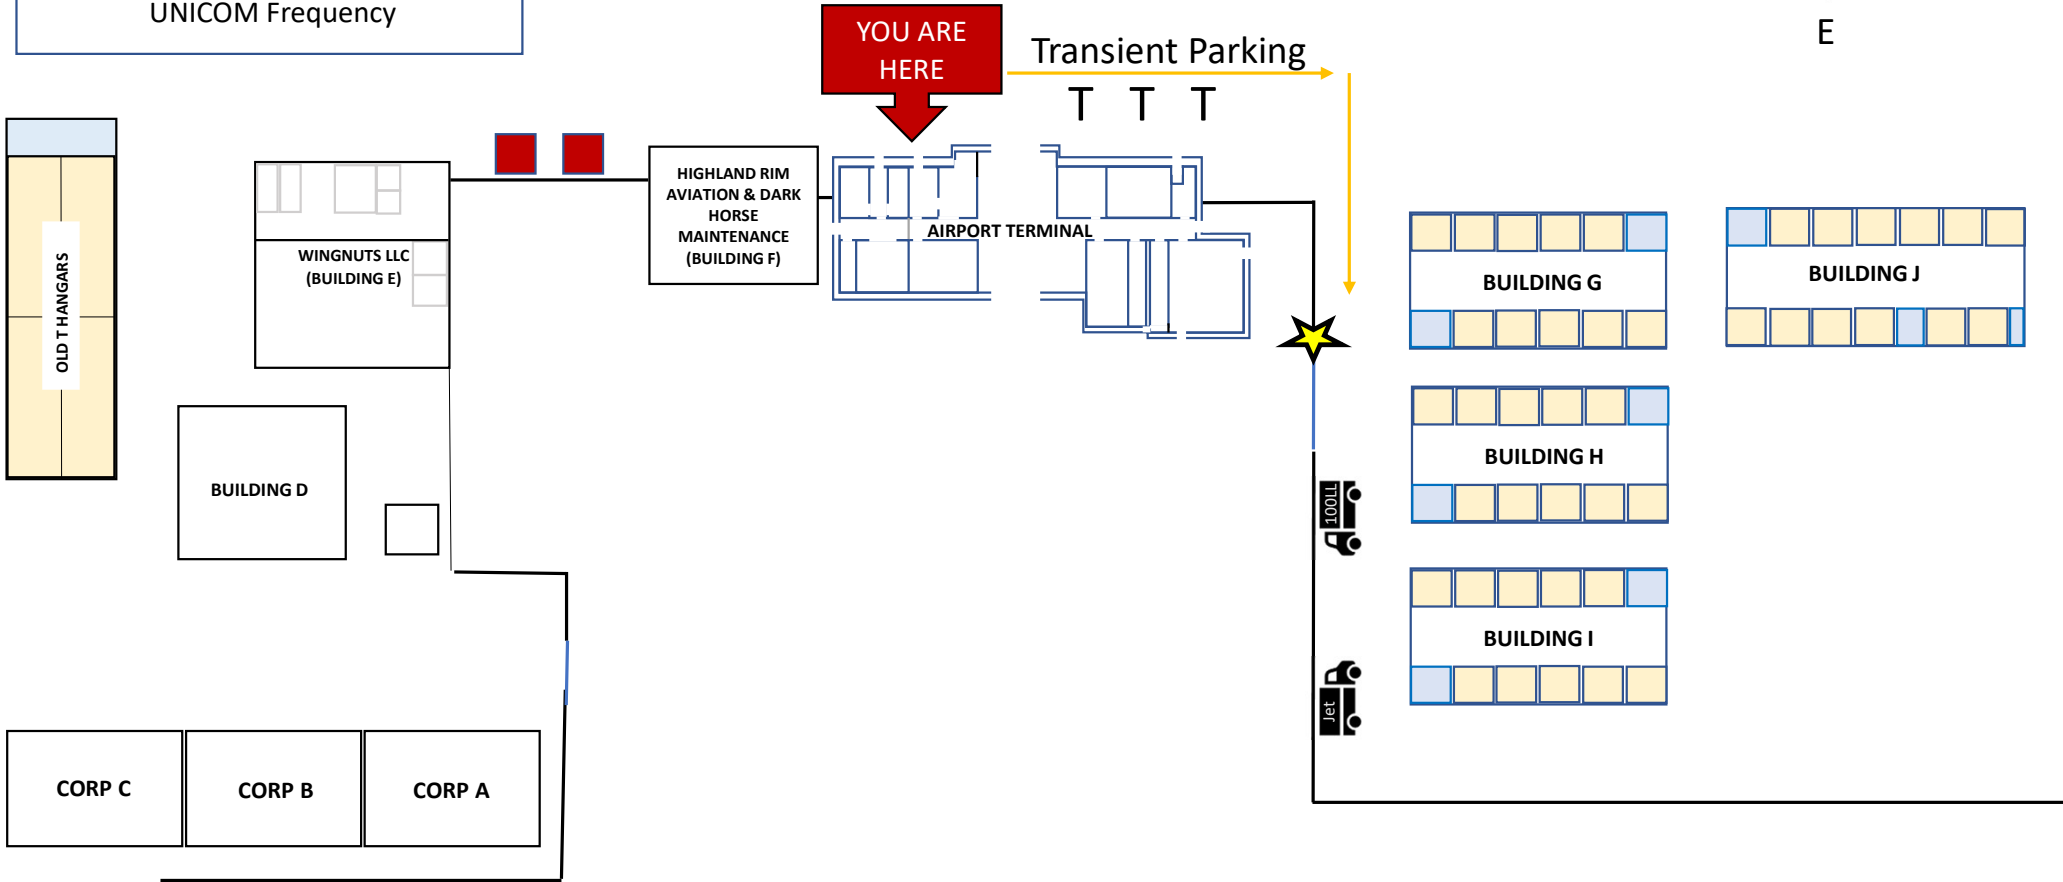 UNICOM Frequency
YOU ARE
HERE
Transient Parking
E
T T T
HIGHLAND RIM
AVIATION & DARK
HORSE
MAINTENANCE
(BUILDING F)
AIRPORT TERMINAL
WINGNUTS LLC
(BUILDING E)
OLD T HANGARS
BUILDING G
BUILDING J
BUILDING D
BUILDING H
100LL
BUILDING I
Jet
CORP C
CORP B
CORP A